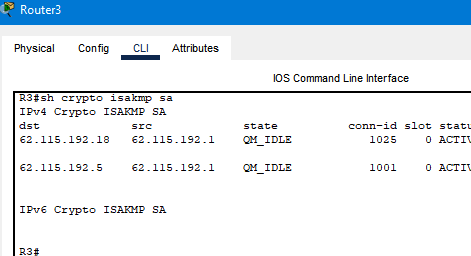 Router3
Physical Config CLI Attributes
IOS Command Line Interface
R3#sh crypto isakmp sa
IPv4 Crypto ISAKMP SA
dst src state conn-id slot statu
62.115.192.18 62.115.192.1 QM_IDLE 1025 0 ACTIV
62.115.192.5 62.115.192.1 QM_IDLE 1001 0 ACTIV
IPv6 Crypto ISAKMP SA
R3#